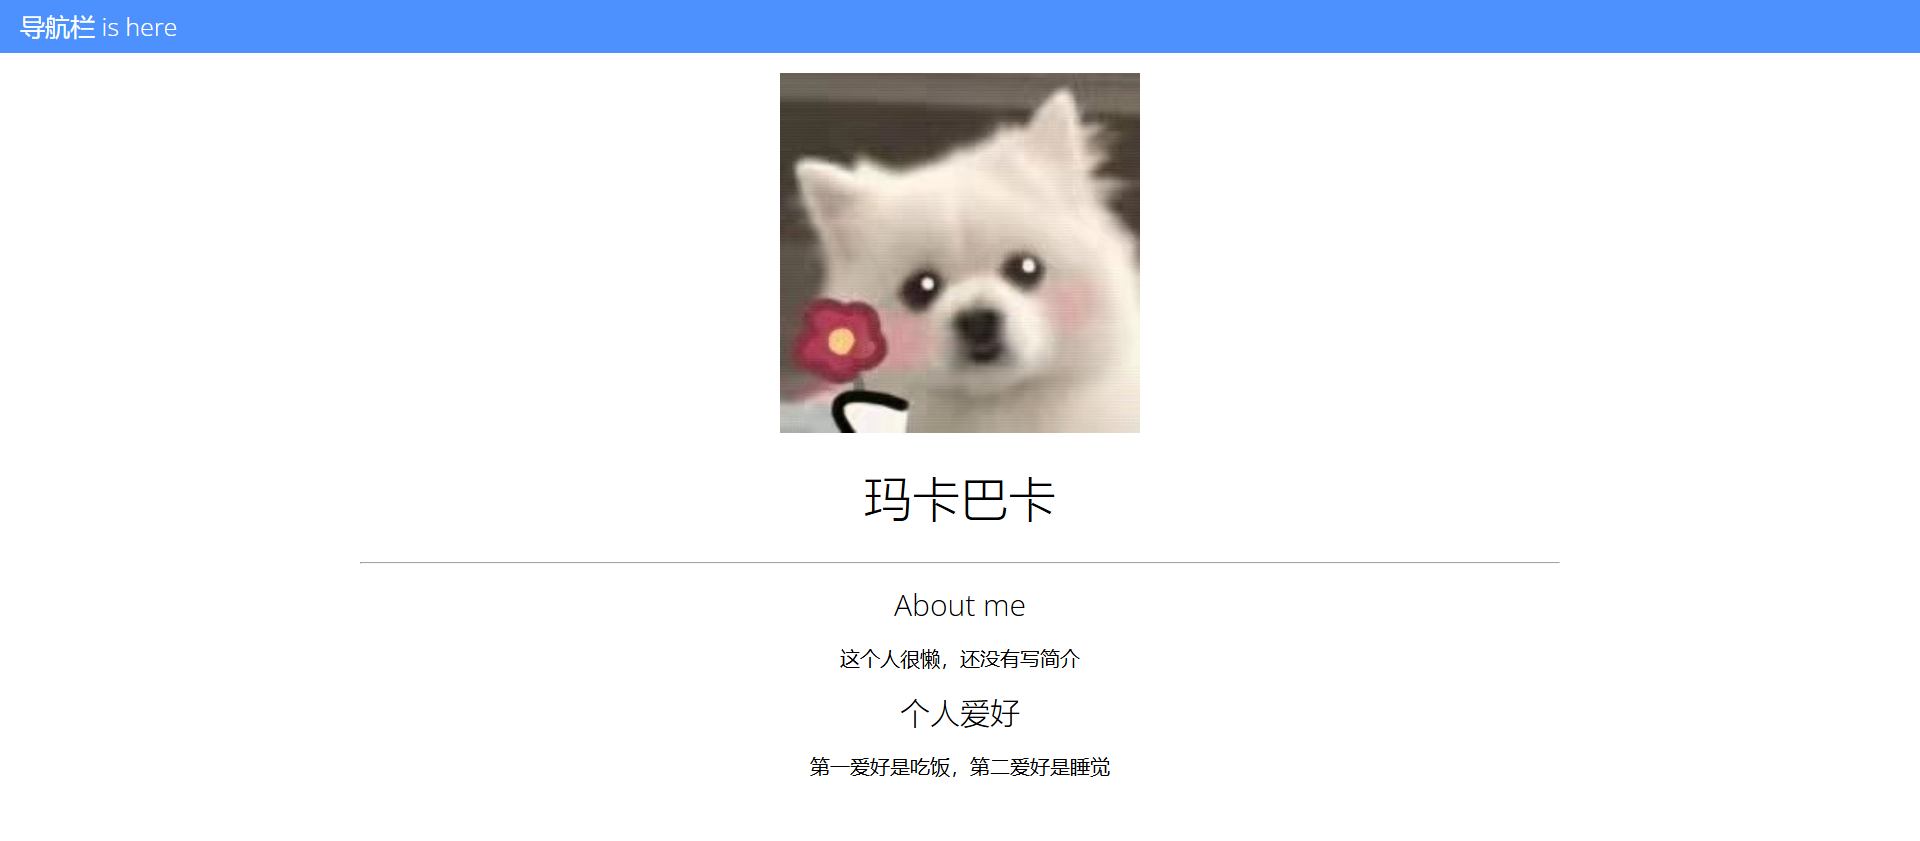 导航栏 is here
玛卡巴卡
About me
这个人很懒，还没有写简介
个人爱好
第一爱好是吃饭，第二爱好是睡觉